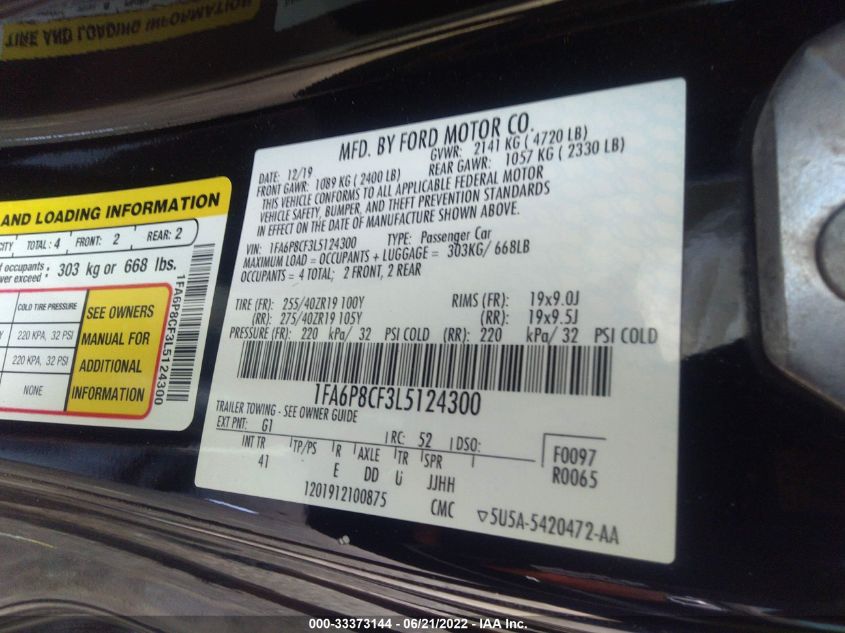 TIRE AND LOADING INFORMATION
MFD. BY FORD MOTOR CO.
DATE: 12/19 GVWR: 2141 KG ( 4720 LB)
FRONT GAWR: 1089 KG ( 2400 LB) REAR GAWR: 1057 KG ( 2330 LB)
THIS VEHICLE CONFORMS TO ALL APPLICABLE FEDERAL MOTOR
VEHICLE SAFETY, BUMPER, AND THEFT PREVENTION STANDARDS
IN EFFECT ON THE DATE OF MANUFACTURE SHOWN ABOVE.
VIN: 1FA6P8CF3L5124300 TYPE: Passenger Car
MAXIMUM LOAD = OCCUPANTS + LUGGAGE = 303KG/ 668LB
OCCUPANTS = 4 TOTAL; 2 FRONT, 2 REAR
TIRE (FR): 255/40ZR19 100Y RIMS (FR): 19x9.0J
(RR): 275/40ZR19 105Y (RR): 19x9.5J
PRESSURE (FR): 220 kPa/ 32 PSI COLD (RR): 220 kPa/ 32 PSI COLD
1FA6P8CF3L5124300
TRAILER TOWING - SEE OWNER GUIDE
EXT PNT: G1 RC: 52 DSO:
INT TR TP/PS R AXLE TR SPR
41 E DD U JJHH
F0097
R0065
1201912100875 CMC
5U5A-5420472-AA
AND LOADING INFORMATION
TOTAL: 4 FRONT: 2 REAR: 2
occupants
exceed : 303 kg or 668 lbs.
COLD TIRE PRESSURE
220 KPA, 32 PSI
220 KPA, 32 PSI
NONE
SEE OWNERS
MANUAL FOR
ADDITIONAL
INFORMATION
1FA6P8CF3L5124300
000-33373144 - 06/21/2022 - IAA Inc.